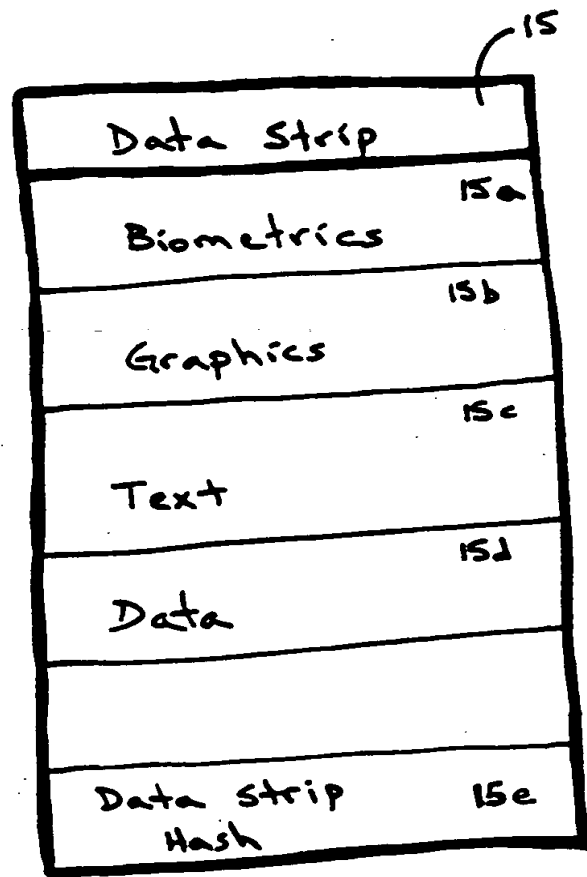 15
Data Strip
15a
Biometrics
15b
Graphics
15c
Text
15d
Data
Data Strip 15e
Hash